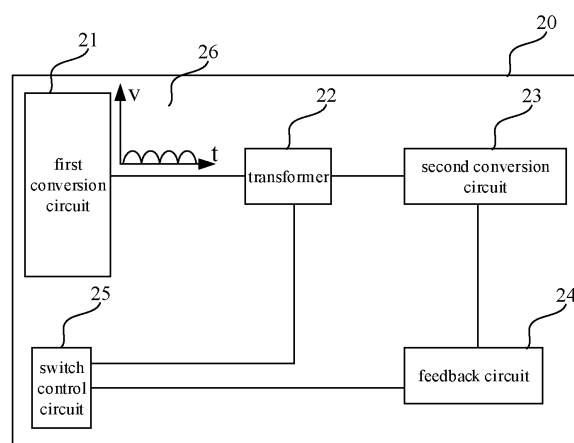 21
20
26
V
22
23
t
first
conversion
circuit
transformer
second conversion
circuit
25
24
switch
control
circuit
feedback circuit